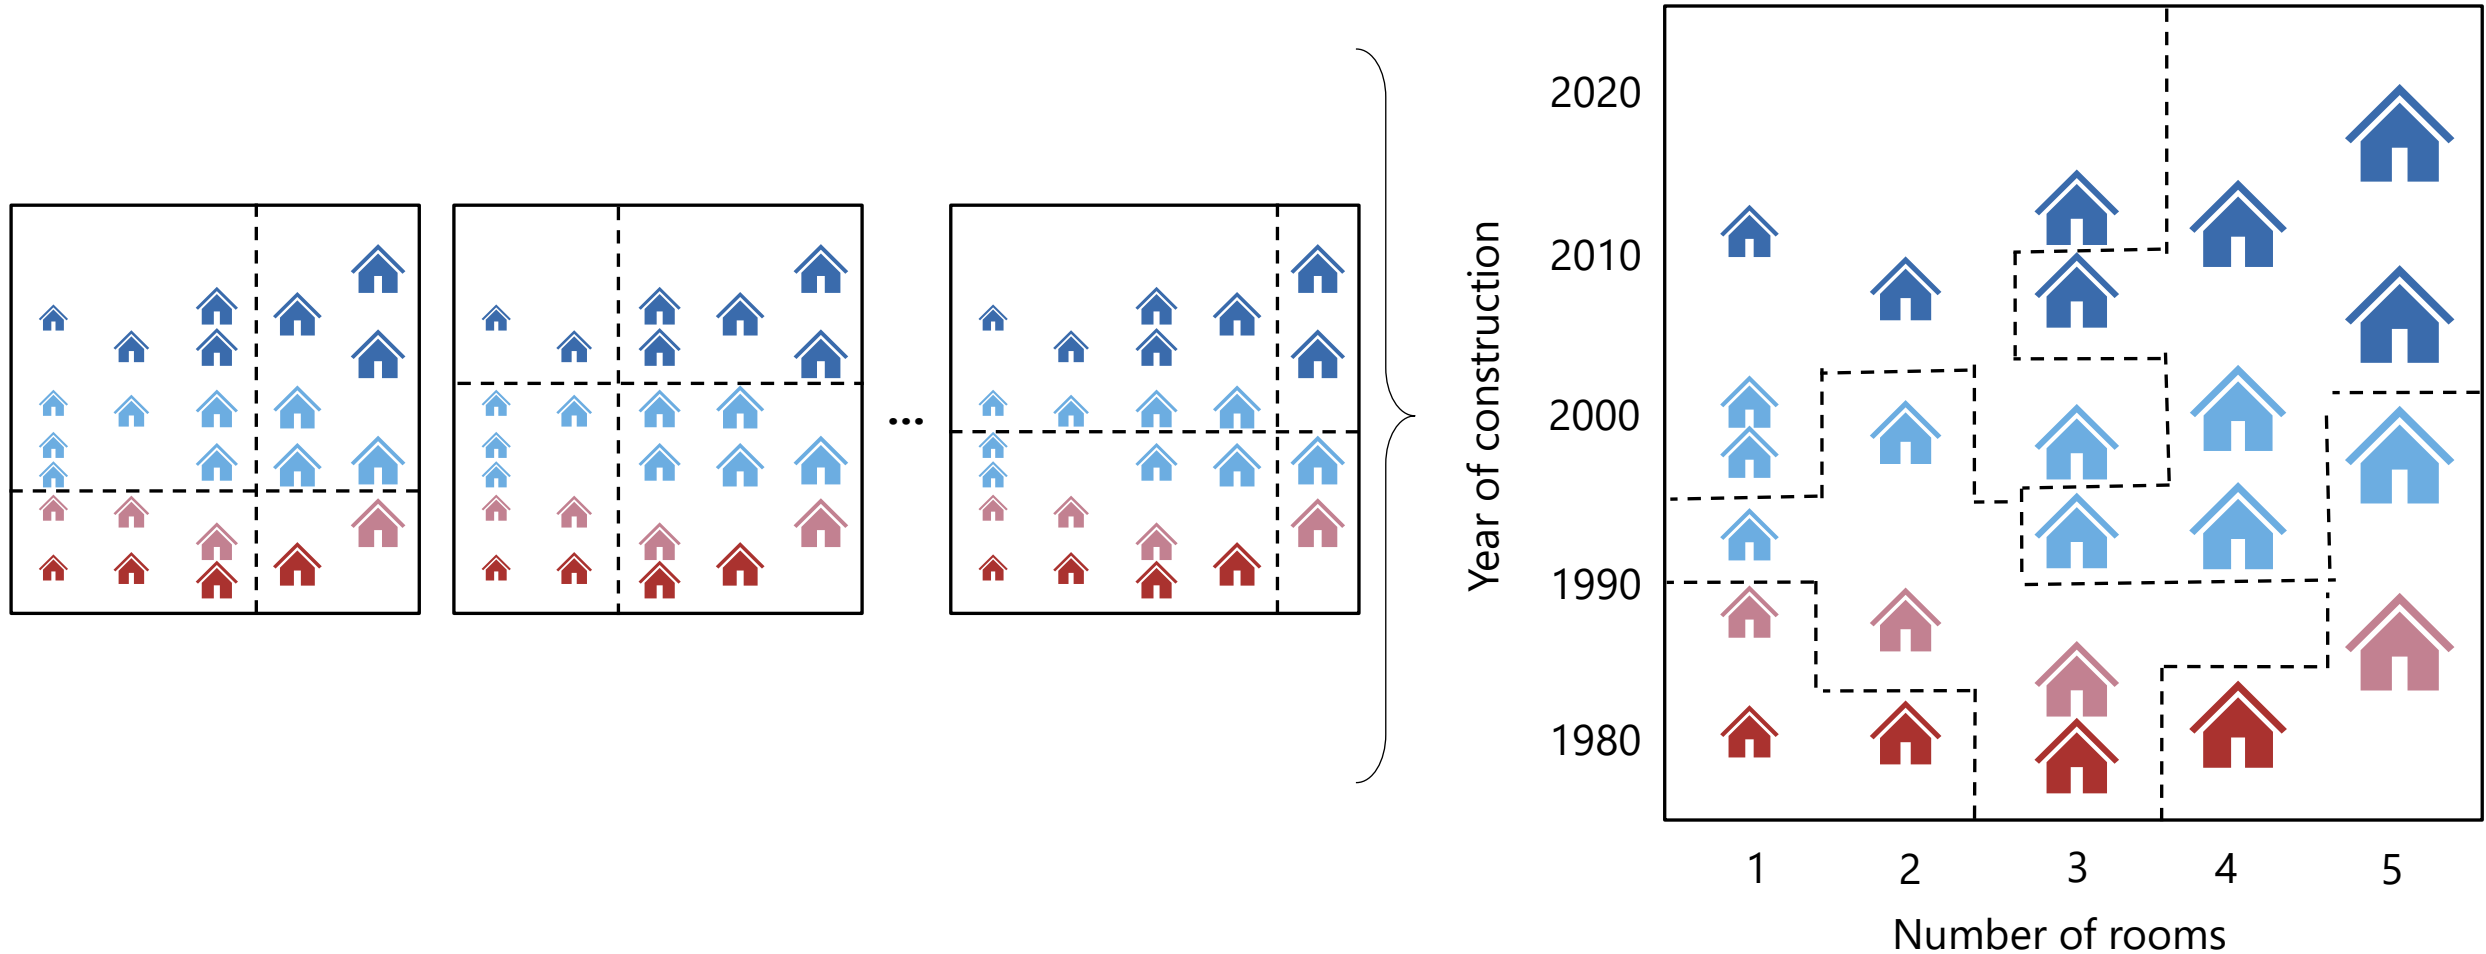 ...
Year of construction
2020
2010
2000
1990
1980
1 2 3 4 5
Number of rooms